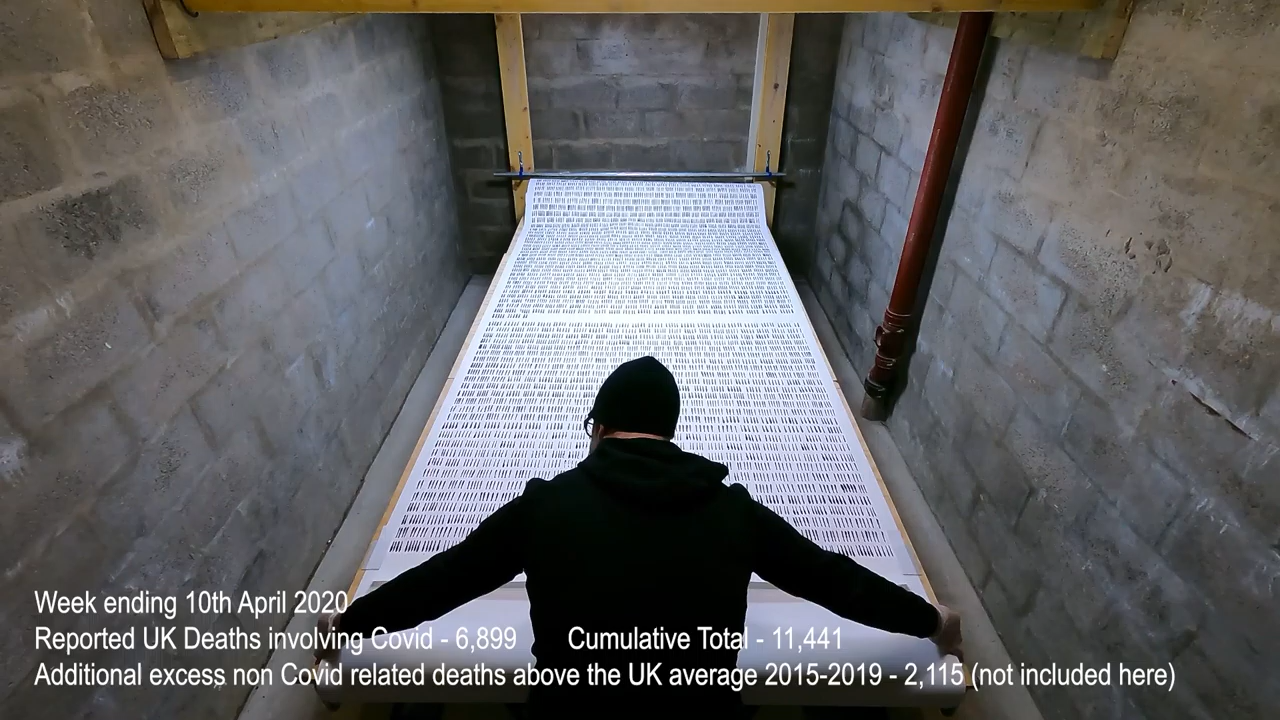 Week ending 10th April 2020
Reported UK Deaths involving Covid - 6,899 Cumulative Total - 11,441
Additional excess non Covid related deaths above the UK average 2015-2019 - 2,115 (not included here)